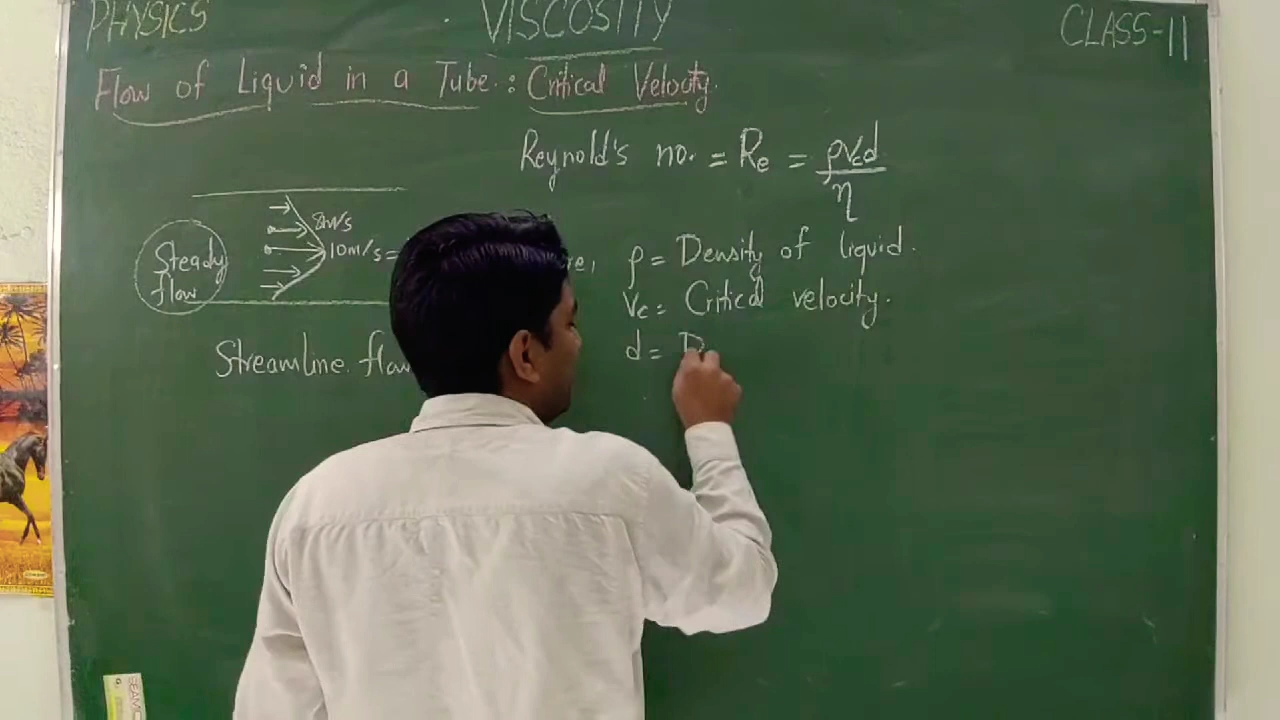 PHYSICS
VISCOSITY
CLASS-11
Flow of Liquid in a Tube : Critical Velocity.
Reynold's no. = Re = ρVcd / η
8m/s
10m/s =
Steady
flow
Streamline flow
ρ = Density of liquid.
Vc = Critical velocity.
d = D
SEAM